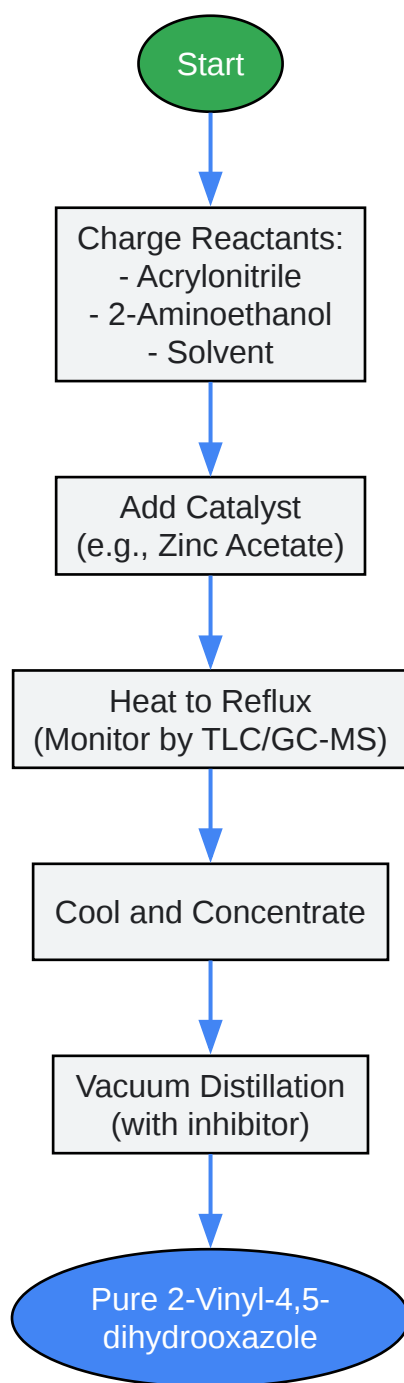 Start
Charge Reactants:
- Acrylonitrile
- 2-Aminoethanol
- Solvent
Add Catalyst
(e.g., Zinc Acetate)
Heat to Reflux
(Monitor by TLC/GC-MS)
Cool and Concentrate
Vacuum Distillation
(with inhibitor)
Pure 2-Vinyl-4,5-
dihydrooxazole